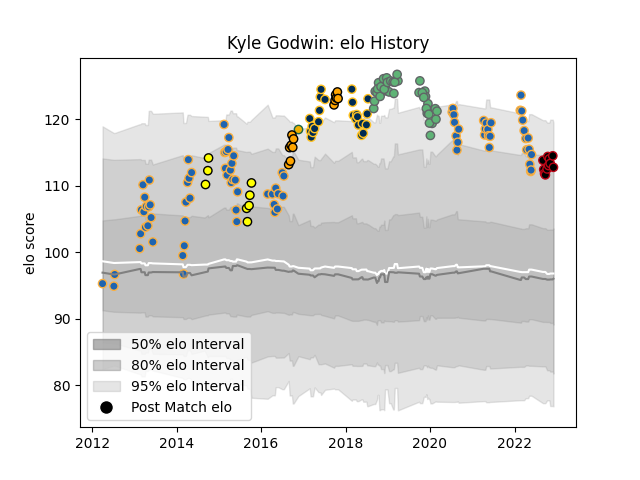 Kyle Godwin: elo History
elo score
120
110
100
90
80
50% elo Interval
80% elo Interval
95% elo Interval
Post Match elo
2012 2014 2016 2018 2020 2022